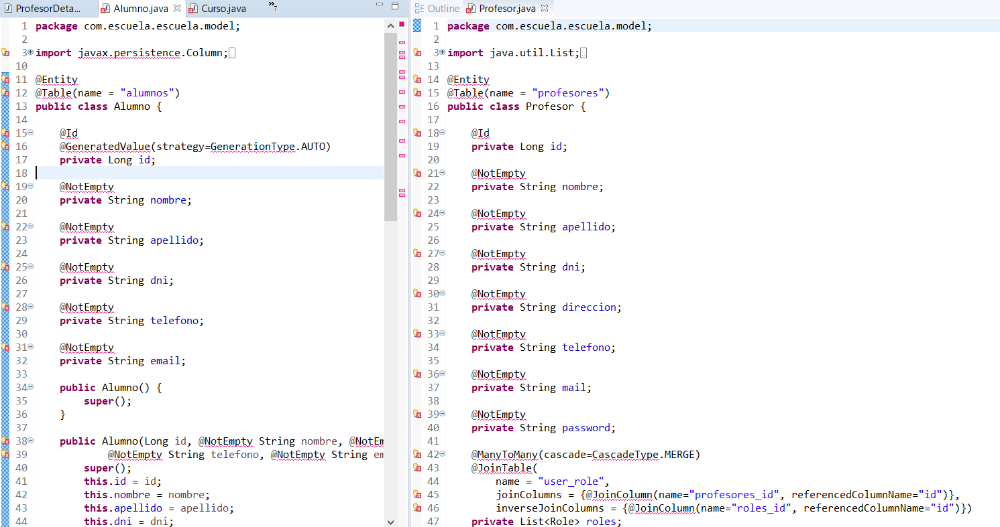 ProfesorDeta... Alumno.java Curso.java »7
1 package com.escuela.escuela.model;
2
3 import javax.persistence.Column;
10
11 @Entity
12 @Table(name = "alumnos")
13 public class Alumno {
14
15 @Id
16 @GeneratedValue(strategy=GenerationType.AUTO)
17 private Long id;
18
19 @NotEmpty
20 private String nombre;
21
22 @NotEmpty
23 private String apellido;
24
25 @NotEmpty
26 private String dni;
27
28 @NotEmpty
29 private String telefono;
30
31 @NotEmpty
32 private String email;
33
34 public Alumno() {
35 super();
36 }
37
38 public Alumno(Long id, @NotEmpty String nombre, @NotEm
39 @NotEmpty String telefono, @NotEmpty String em
40 super();
41 this.id = id;
42 this.nombre = nombre;
43 this.apellido = apellido;
44 this.dni = dni;
Outline Profesor.java
1 package com.escuela.escuela.model;
2
3 import java.util.List;
13
14 @Entity
15 @Table(name = "profesores")
16 public class Profesor {
17
18 @Id
19 private Long id;
20
21 @NotEmpty
22 private String nombre;
23
24 @NotEmpty
25 private String apellido;
26
27 @NotEmpty
28 private String dni;
29
30 @NotEmpty
31 private String direccion;
32
33 @NotEmpty
34 private String telefono;
35
36 @NotEmpty
37 private String mail;
38
39 @NotEmpty
40 private String password;
41
42 @ManyToMany(cascade=CascadeType.MERGE)
43 @JoinTable(
44 name = "user_role",
45 joinColumns = {@JoinColumn(name="profesores_id", referencedColumnName="id")},
46 inverseJoinColumns = {@JoinColumn(name="roles_id", referencedColumnName="id")})
47 private List<Role> roles;